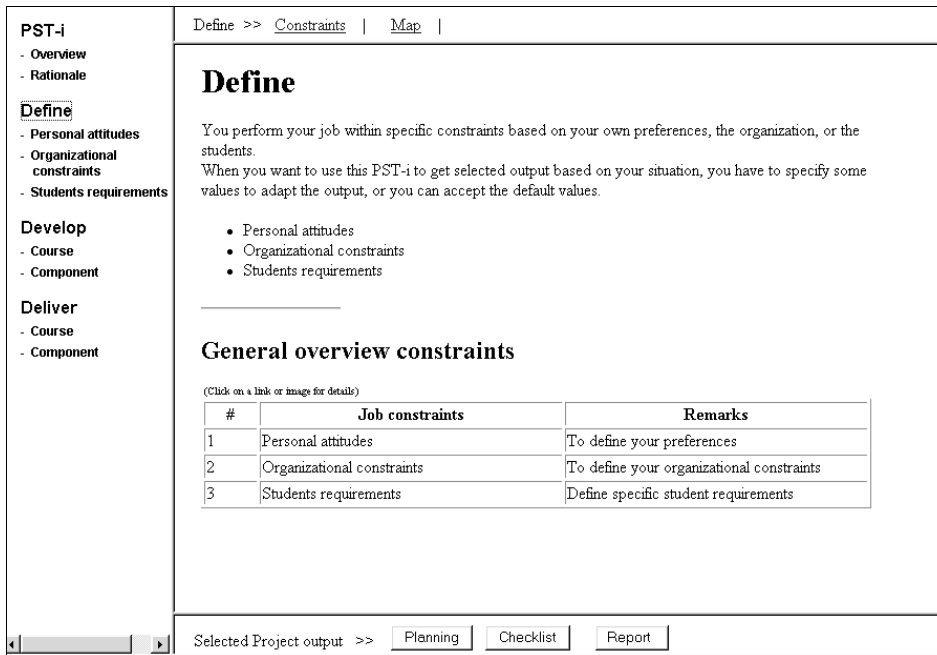 PST-i
- Overview
- Rationale
Define
- Personal attitudes
- Organizational
constraints
- Students requirements
Develop
- Course
- Component
Deliver
- Course
- Component
Define >> Constraints | Map |
Define
You perform your job within specific constraints based on your own preferences, the organization, or the
students.
When you want to use this PST-i to get selected output based on your situation, you have to specify some
values to adapt the output, or you can accept the default values.
• Personal attitudes
• Organizational constraints
• Students requirements
General overview constraints
(Click on a link or image for details)
# Job constraints Remarks
1 Personal attitudes To define your preferences
2 Organizational constraints To define your organizational constraints
3 Students requirements Define specific student requirements
Selected Project output >> Planning Checklist Report